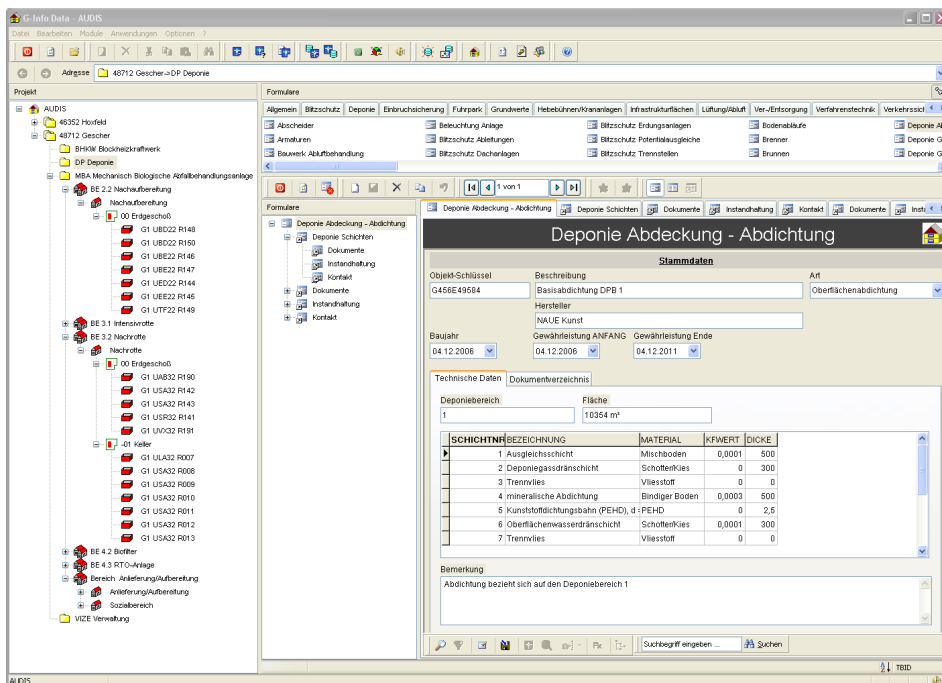 G-Info Data - AUDIS
Datei Bearbeiten Module Anwendungen Optionen ?
Adresse 48712 Gescher->DP Deponie
Projekt
AUDIS
46352 Hoxfeld
48712 Gescher
BHKW Blockheizkraftwerk
DP Deponie
MBA Mechanisch Biologische Abfallbehandlungsanlage
BE 2.2 Nachaufbereitung
Nachaufbereitung
00 Erdgeschoß
G1 UBD22 R148
G1 UBD22 R150
G1 UBE22 R146
G1 UBE22 R147
G1 UED22 R144
G1 UEE22 R145
G1 UTF22 R149
BE 3.1 Intensivrotte
BE 3.2 Nachrotte
Nachrotte
00 Erdgeschoß
G1 UAB32 R190
G1 USA32 R142
G1 USA32 R143
G1 USR32 R141
G1 UVX32 R191
-01 Keller
G1 ULA32 R007
G1 USA32 R008
G1 USA32 R009
G1 USA32 R010
G1 USA32 R011
G1 USA32 R012
G1 USA32 R013
BE 4.2 Biofilter
BE 4.3 RTO-Anlage
Bereich Anlieferung/Aufbereitung
Anlieferung/Aufbereitung
Sozialbereich
VIZE Verwaltung
Formulare
Allgemein Blitzschutz Deponie Einbruchsicherung Fuhrpark Grundwerte Hebebühnen/Krananlagen Infrastrukturflächen Lüftung/Abluft Ver-/Entsorgung Verfahrenstechnik Verkehrssich
Abscheider Beleuchtung Anlage Blitzschutz Erdungsanlagen Bodenabläufe Deponie A
Armaturen Blitzschutz Ableitungen Blitzschutz Potentialausgleiche Brenner Deponie G
Bauwerk Abluftbehandlung Blitzschutz Dachanlagen Blitzschutz Trennstellen Brunnen Deponie G
1 von 1
Formulare
Deponie Abdeckung - Abdichtung
Deponie Schichten
Dokumente
Instandhaltung
Kontakt
Dokumente
Instandhaltung
Kontakt
Deponie Abdeckung - Abdichtung Deponie Schichten Dokumente Instandhaltung Kontakt Dokumente Inst
Deponie Abdeckung - Abdichtung
Stammdaten
Objekt-Schlüssel Beschreibung Art
G456E49584 Basisabdichtung DPB 1 Oberflächenabdichtung
Hersteller
NAUE Kunst
Baujahr Gewährleistung ANFANG Gewährleistung Ende
04.12.2006 04.12.2006 04.12.2011
Technische Daten Dokumentverzeichnis
Deponiebereich Fläche
1 10354 m²
SCHICHTNR BEZEICHNUNG MATERIAL KFWERT DICKE
1 Ausgleichsschicht Mischboden 0,0001 500
2 Deponiegassdränschicht Schotter/Kies 0 300
3 Trennvlies Vliesstoff 0 0
4 mineralische Abdichtung Bindiger Boden 0,0003 500
5 Kunststoffdichtungsbahn (PEHD), d = PEHD 0 2,5
6 Oberflächenwasserdränschicht Schotter/Kies 0,0001 300
7 Trennvlies Vliesstoff 0 0
Bemerkung
Abdichtung bezieht sich auf den Deponiebereich 1
Suchbegriff eingeben ... Suchen
TBID
AUDIS